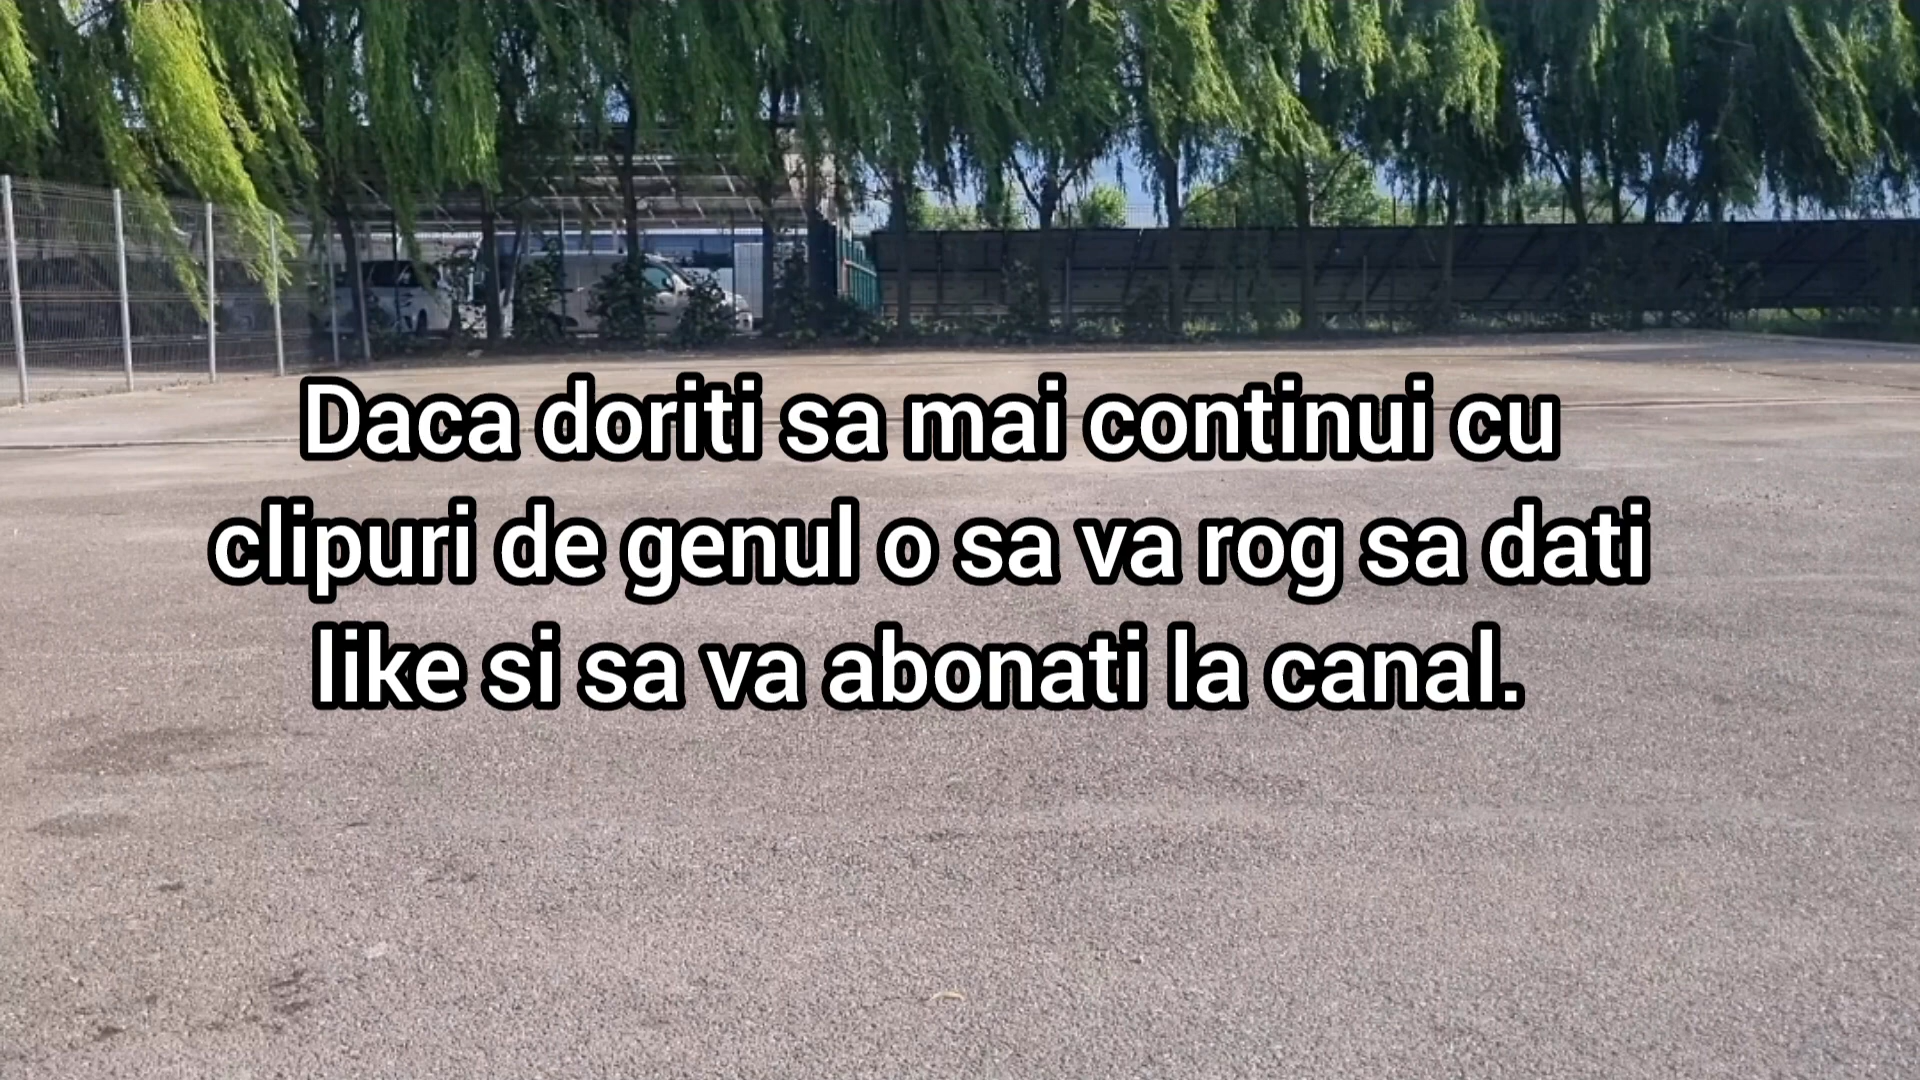 Daca doriti sa mai continui cu
clipuri de genul o sa va rog sa dati
like si sa va abonati la canal.